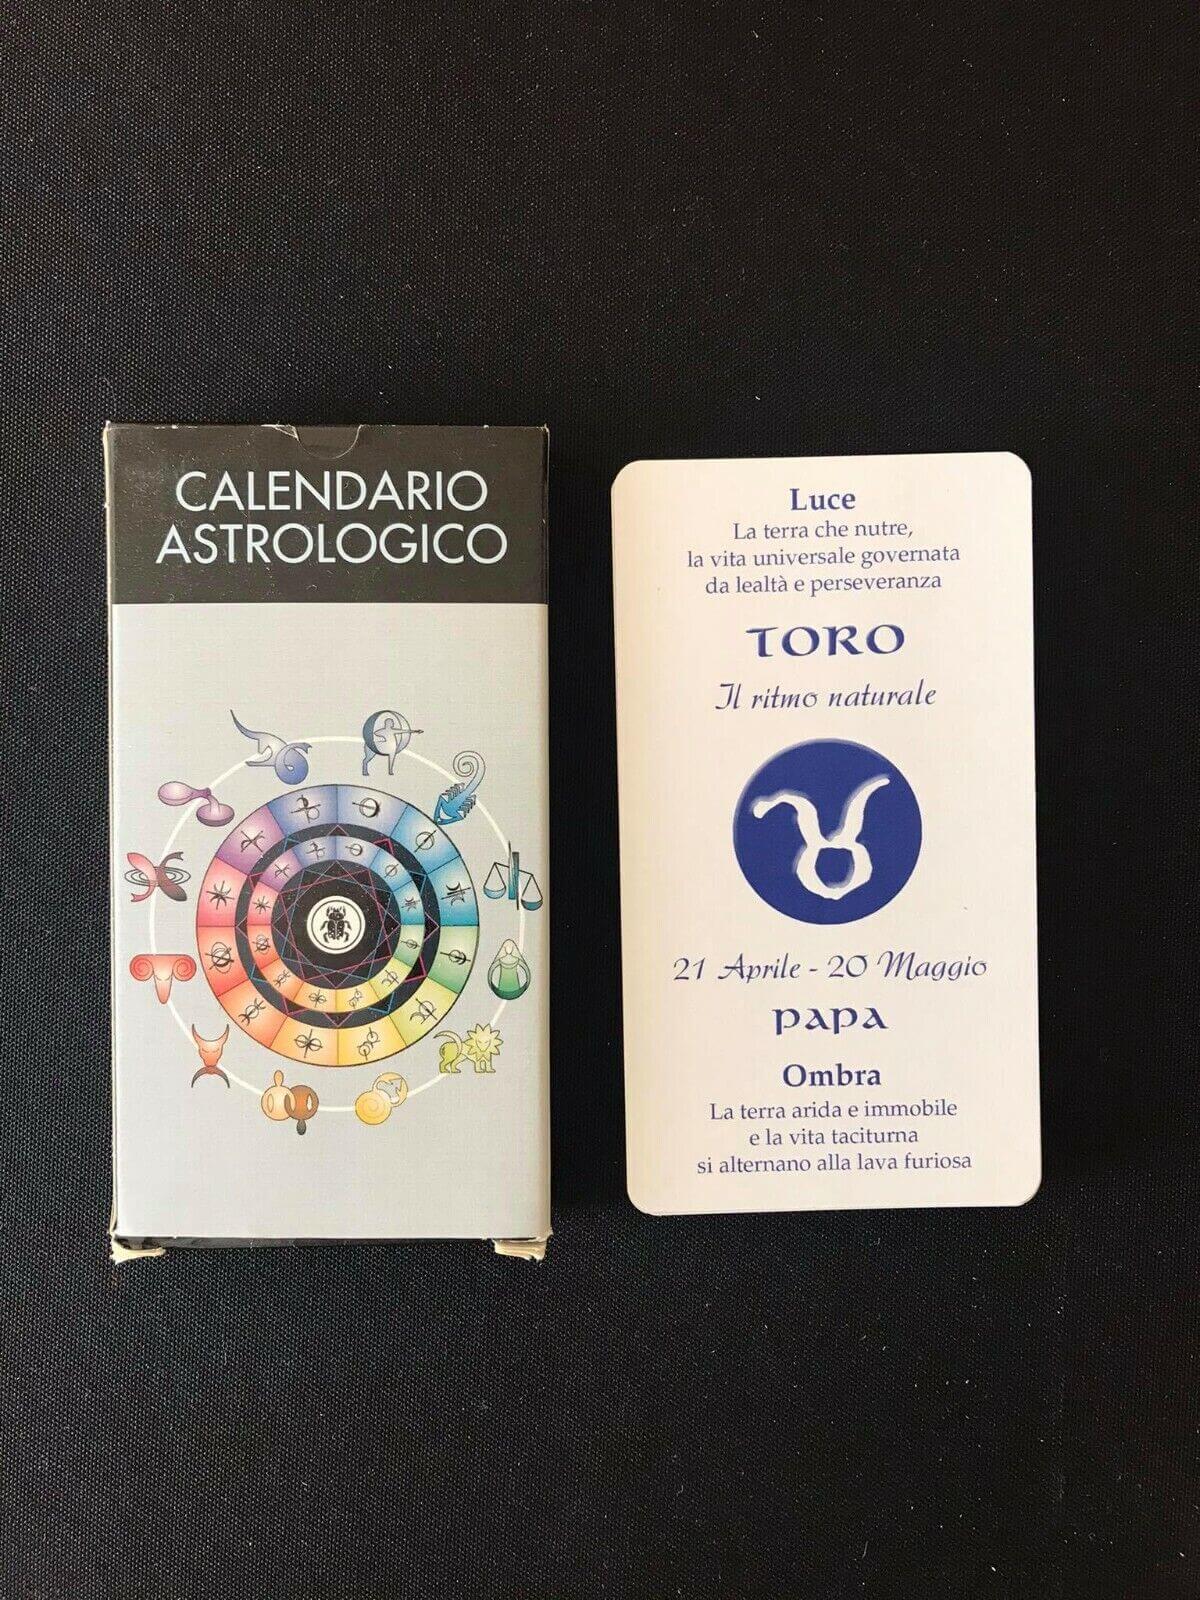 CALENDARIO
ASTROLOGICO
Luce
La terra che nutre,
la vita universale governata
da lealtà e perseveranza
TORO
Il ritmo naturale
21 Aprile - 20 Maggio
PAPA
Ombra
La terra arida e immobile
e la vita taciturna
si alternano alla lava furiosa